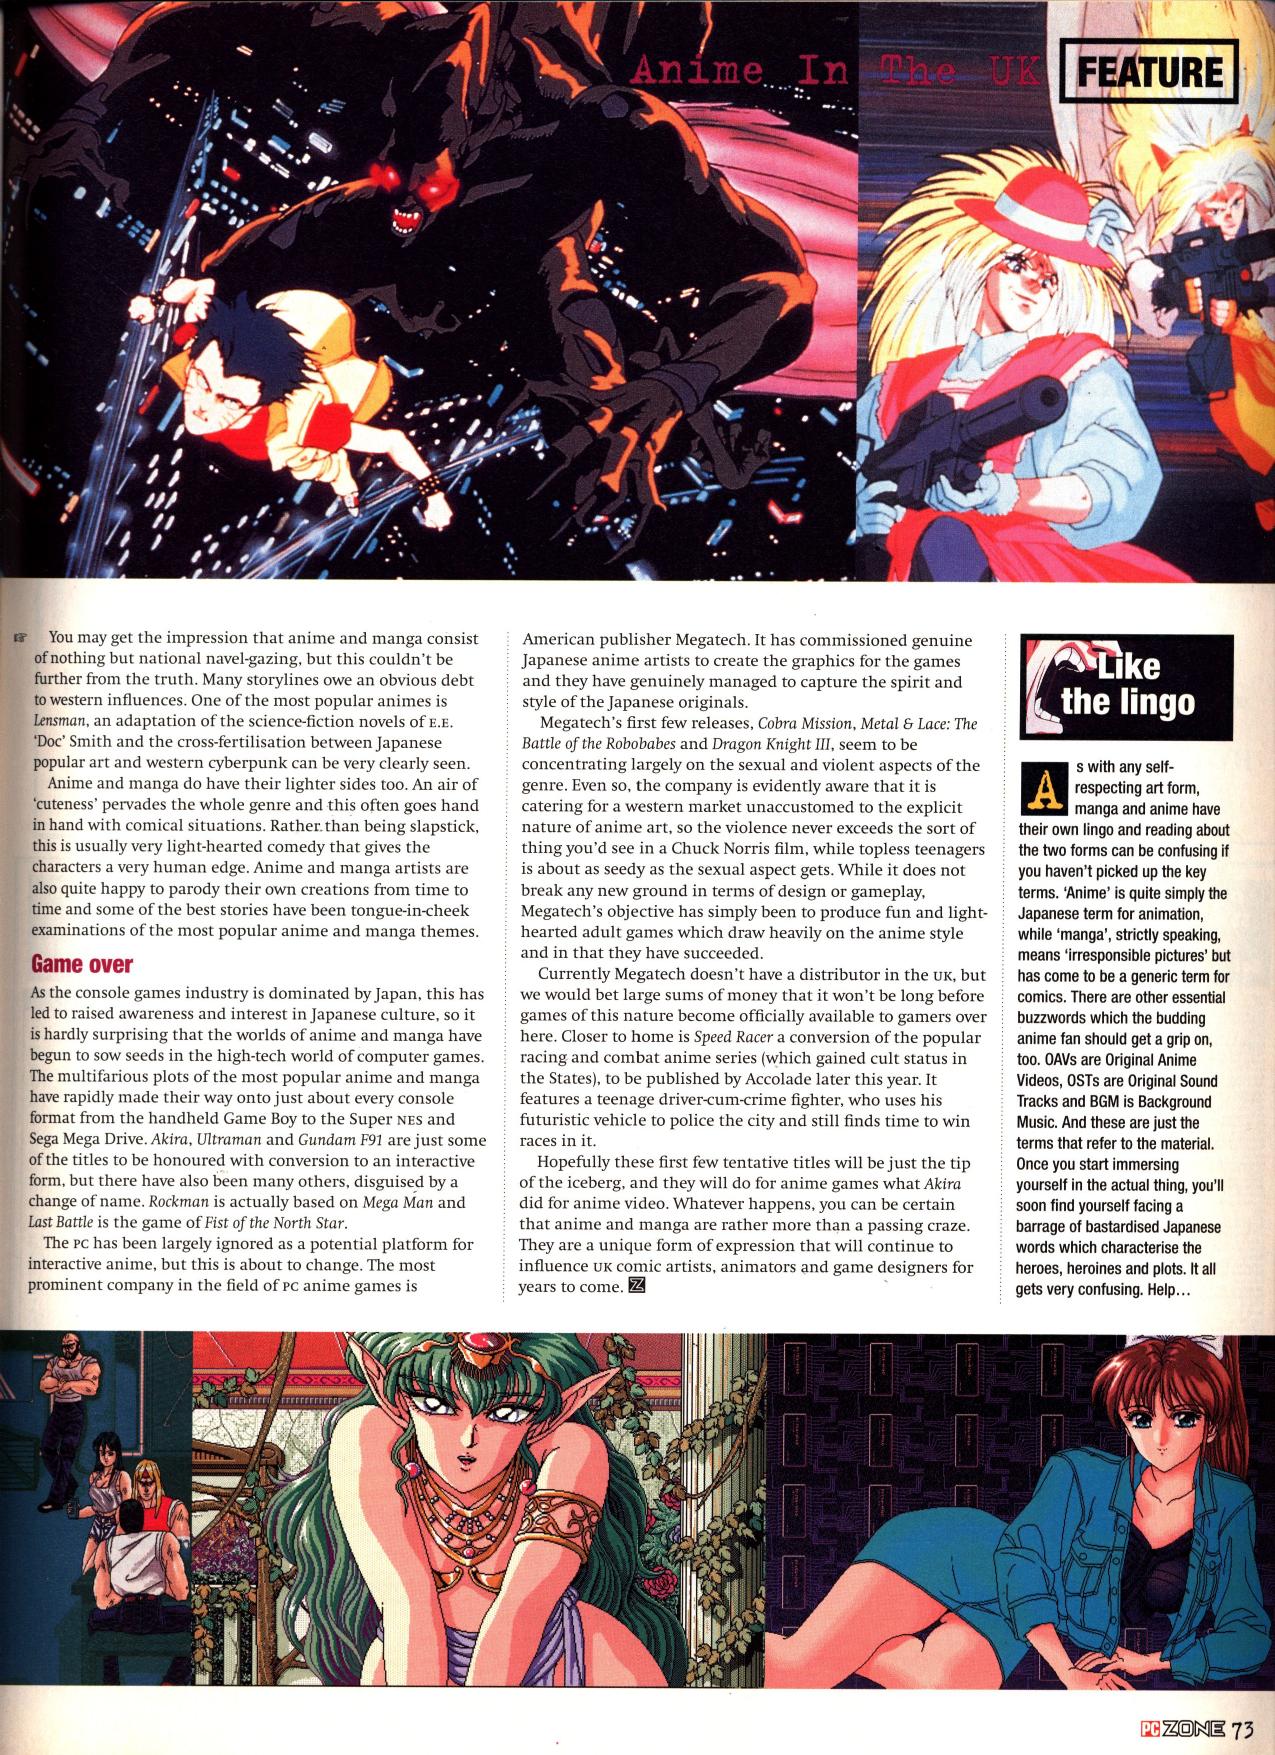 Anime In The UK
FEATURE
☞ You may get the impression that anime and manga consist
of nothing but national navel-gazing, but this couldn't be
further from the truth. Many storylines owe an obvious debt
to western influences. One of the most popular animes is
Lensman, an adaptation of the science-fiction novels of E.E.
'Doc' Smith and the cross-fertilisation between Japanese
popular art and western cyberpunk can be very clearly seen.
Anime and manga do have their lighter sides too. An air of
'cuteness' pervades the whole genre and this often goes hand
in hand with comical situations. Rather than being slapstick,
this is usually very light-hearted comedy that gives the
characters a very human edge. Anime and manga artists are
also quite happy to parody their own creations from time to
time and some of the best stories have been tongue-in-cheek
examinations of the most popular anime and manga themes.
Game over
As the console games industry is dominated by Japan, this has
led to raised awareness and interest in Japanese culture, so it
is hardly surprising that the worlds of anime and manga have
begun to sow seeds in the high-tech world of computer games.
The multifarious plots of the most popular anime and manga
have rapidly made their way onto just about every console
format from the handheld Game Boy to the Super NES and
Sega Mega Drive. Akira, Ultraman and Gundam F91 are just some
of the titles to be honoured with conversion to an interactive
form, but there have also been many others, disguised by a
change of name. Rockman is actually based on Mega Man and
Last Battle is the game of Fist of the North Star.
The PC has been largely ignored as a potential platform for
interactive anime, but this is about to change. The most
prominent company in the field of PC anime games is
American publisher Megatech. It has commissioned genuine
Japanese anime artists to create the graphics for the games
and they have genuinely managed to capture the spirit and
style of the Japanese originals.
Megatech's first few releases, Cobra Mission, Metal & Lace: The
Battle of the Robobabes and Dragon Knight III, seem to be
concentrating largely on the sexual and violent aspects of the
genre. Even so, the company is evidently aware that it is
catering for a western market unaccustomed to the explicit
nature of anime art, so the violence never exceeds the sort of
thing you'd see in a Chuck Norris film, while topless teenagers
is about as seedy as the sexual aspect gets. While it does not
break any new ground in terms of design or gameplay,
Megatech's objective has simply been to produce fun and light-
hearted adult games which draw heavily on the anime style
and in that they have succeeded.
Currently Megatech doesn't have a distributor in the UK, but
we would bet large sums of money that it won't be long before
games of this nature become officially available to gamers over
here. Closer to home is Speed Racer a conversion of the popular
racing and combat anime series (which gained cult status in
the States), to be published by Accolade later this year. It
features a teenage driver-cum-crime fighter, who uses his
futuristic vehicle to police the city and still finds time to win
races in it.
Hopefully these first few tentative titles will be just the tip
of the iceberg, and they will do for anime games what Akira
did for anime video. Whatever happens, you can be certain
that anime and manga are rather more than a passing craze.
They are a unique form of expression that will continue to
influence UK comic artists, animators and game designers for
years to come. Z
Like
the lingo
As with any self-
respecting art form,
manga and anime have
their own lingo and reading about
the two forms can be confusing if
you haven't picked up the key
terms. 'Anime' is quite simply the
Japanese term for animation,
while 'manga', strictly speaking,
means 'irresponsible pictures' but
has come to be a generic term for
comics. There are other essential
buzzwords which the budding
anime fan should get a grip on,
too. OAVs are Original Anime
Videos, OSTs are Original Sound
Tracks and BGM is Background
Music. And these are just the
terms that refer to the material.
Once you start immersing
yourself in the actual thing, you'll
soon find yourself facing a
barrage of bastardised Japanese
words which characterise the
heroes, heroines and plots. It all
gets very confusing. Help...
PC ZONE 73